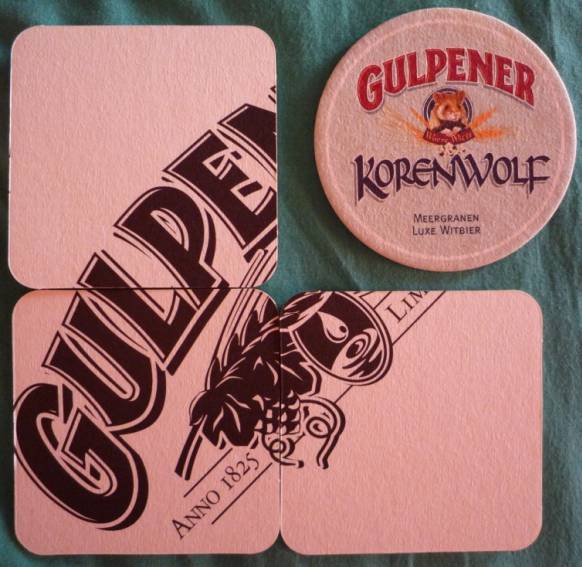 GULPENER
KORENWOLF
MEERGRANEN
LUXE WITBIER
GULPEN
LIM
ANNO 1825